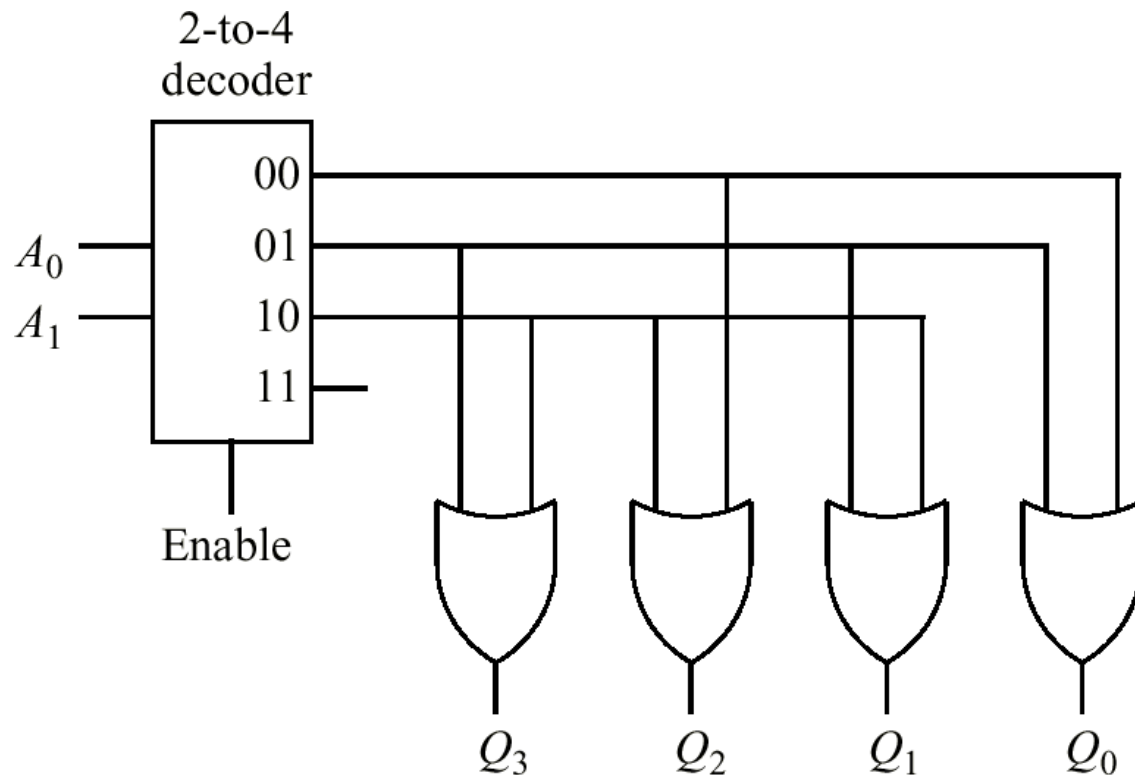 2-to-4
decoder
00
A₀
01
A₁
10
11
Enable
Q₃
Q₂
Q₁
Q₀